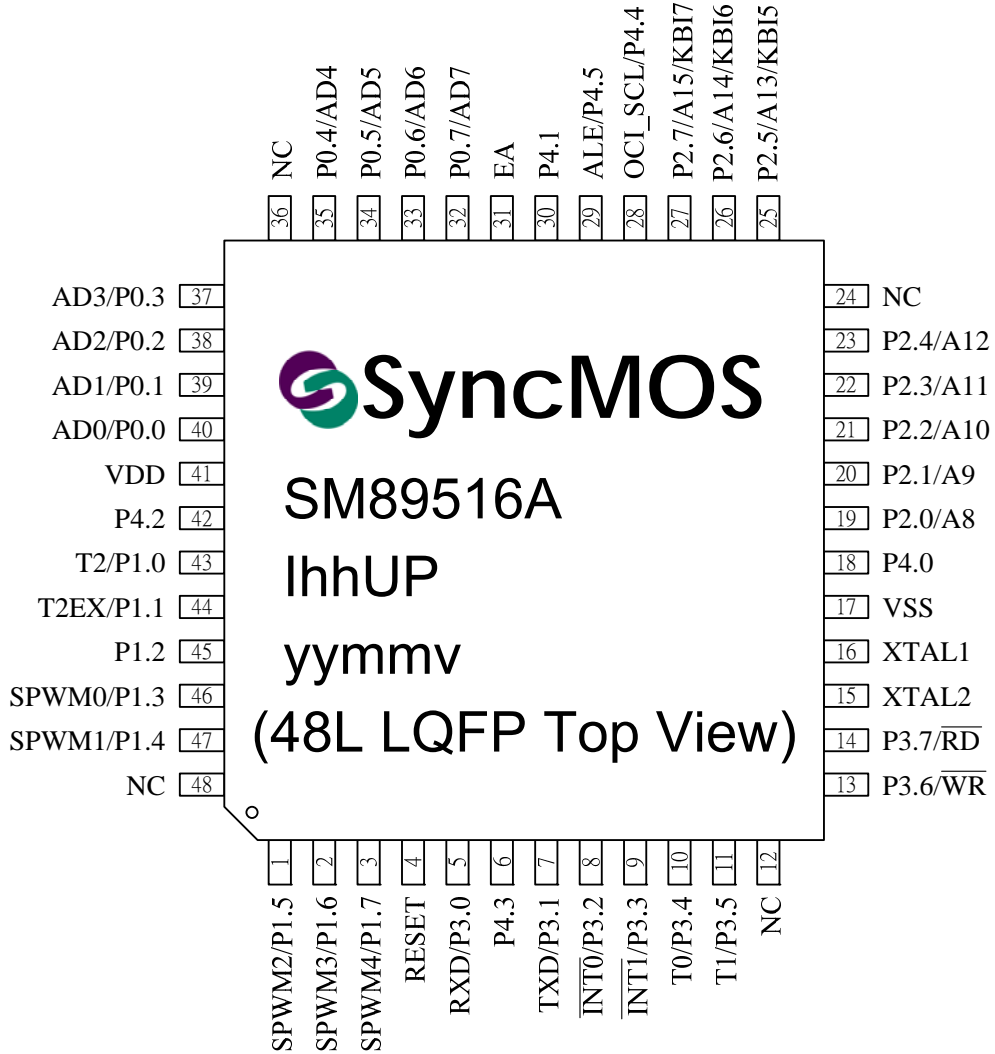 NC
P0.4/AD4
P0.5/AD5
P0.6/AD6
P0.7/AD7
EA
P4.1
ALE/P4.5
OCI_SCL/P4.4
P2.7/A15/KBI7
P2.6/A14/KBI6
P2.5/A13/KBI5
36
35
34
33
32
31
30
29
28
27
26
25
AD3/P0.3 37
AD2/P0.2 38
AD1/P0.1 39
AD0/P0.0 40
VDD 41
P4.2 42
T2/P1.0 43
T2EX/P1.1 44
P1.2 45
SPWM0/P1.3 46
SPWM1/P1.4 47
NC 48
SyncMOS
SM89516A
IhhUP
yymmv
(48L LQFP Top View)
24 NC
23 P2.4/A12
22 P2.3/A11
21 P2.2/A10
20 P2.1/A9
19 P2.0/A8
18 P4.0
17 VSS
16 XTAL1
15 XTAL2
14 P3.7/R̅D̅
13 P3.6/W̅R̅
1
2
3
4
5
6
7
8
9
10
11
12
SPWM2/P1.5
SPWM3/P1.6
SPWM4/P1.7
RESET
RXD/P3.0
P4.3
TXD/P3.1
I̅N̅T̅0̅/P3.2
I̅N̅T̅1̅/P3.3
T0/P3.4
T1/P3.5
NC